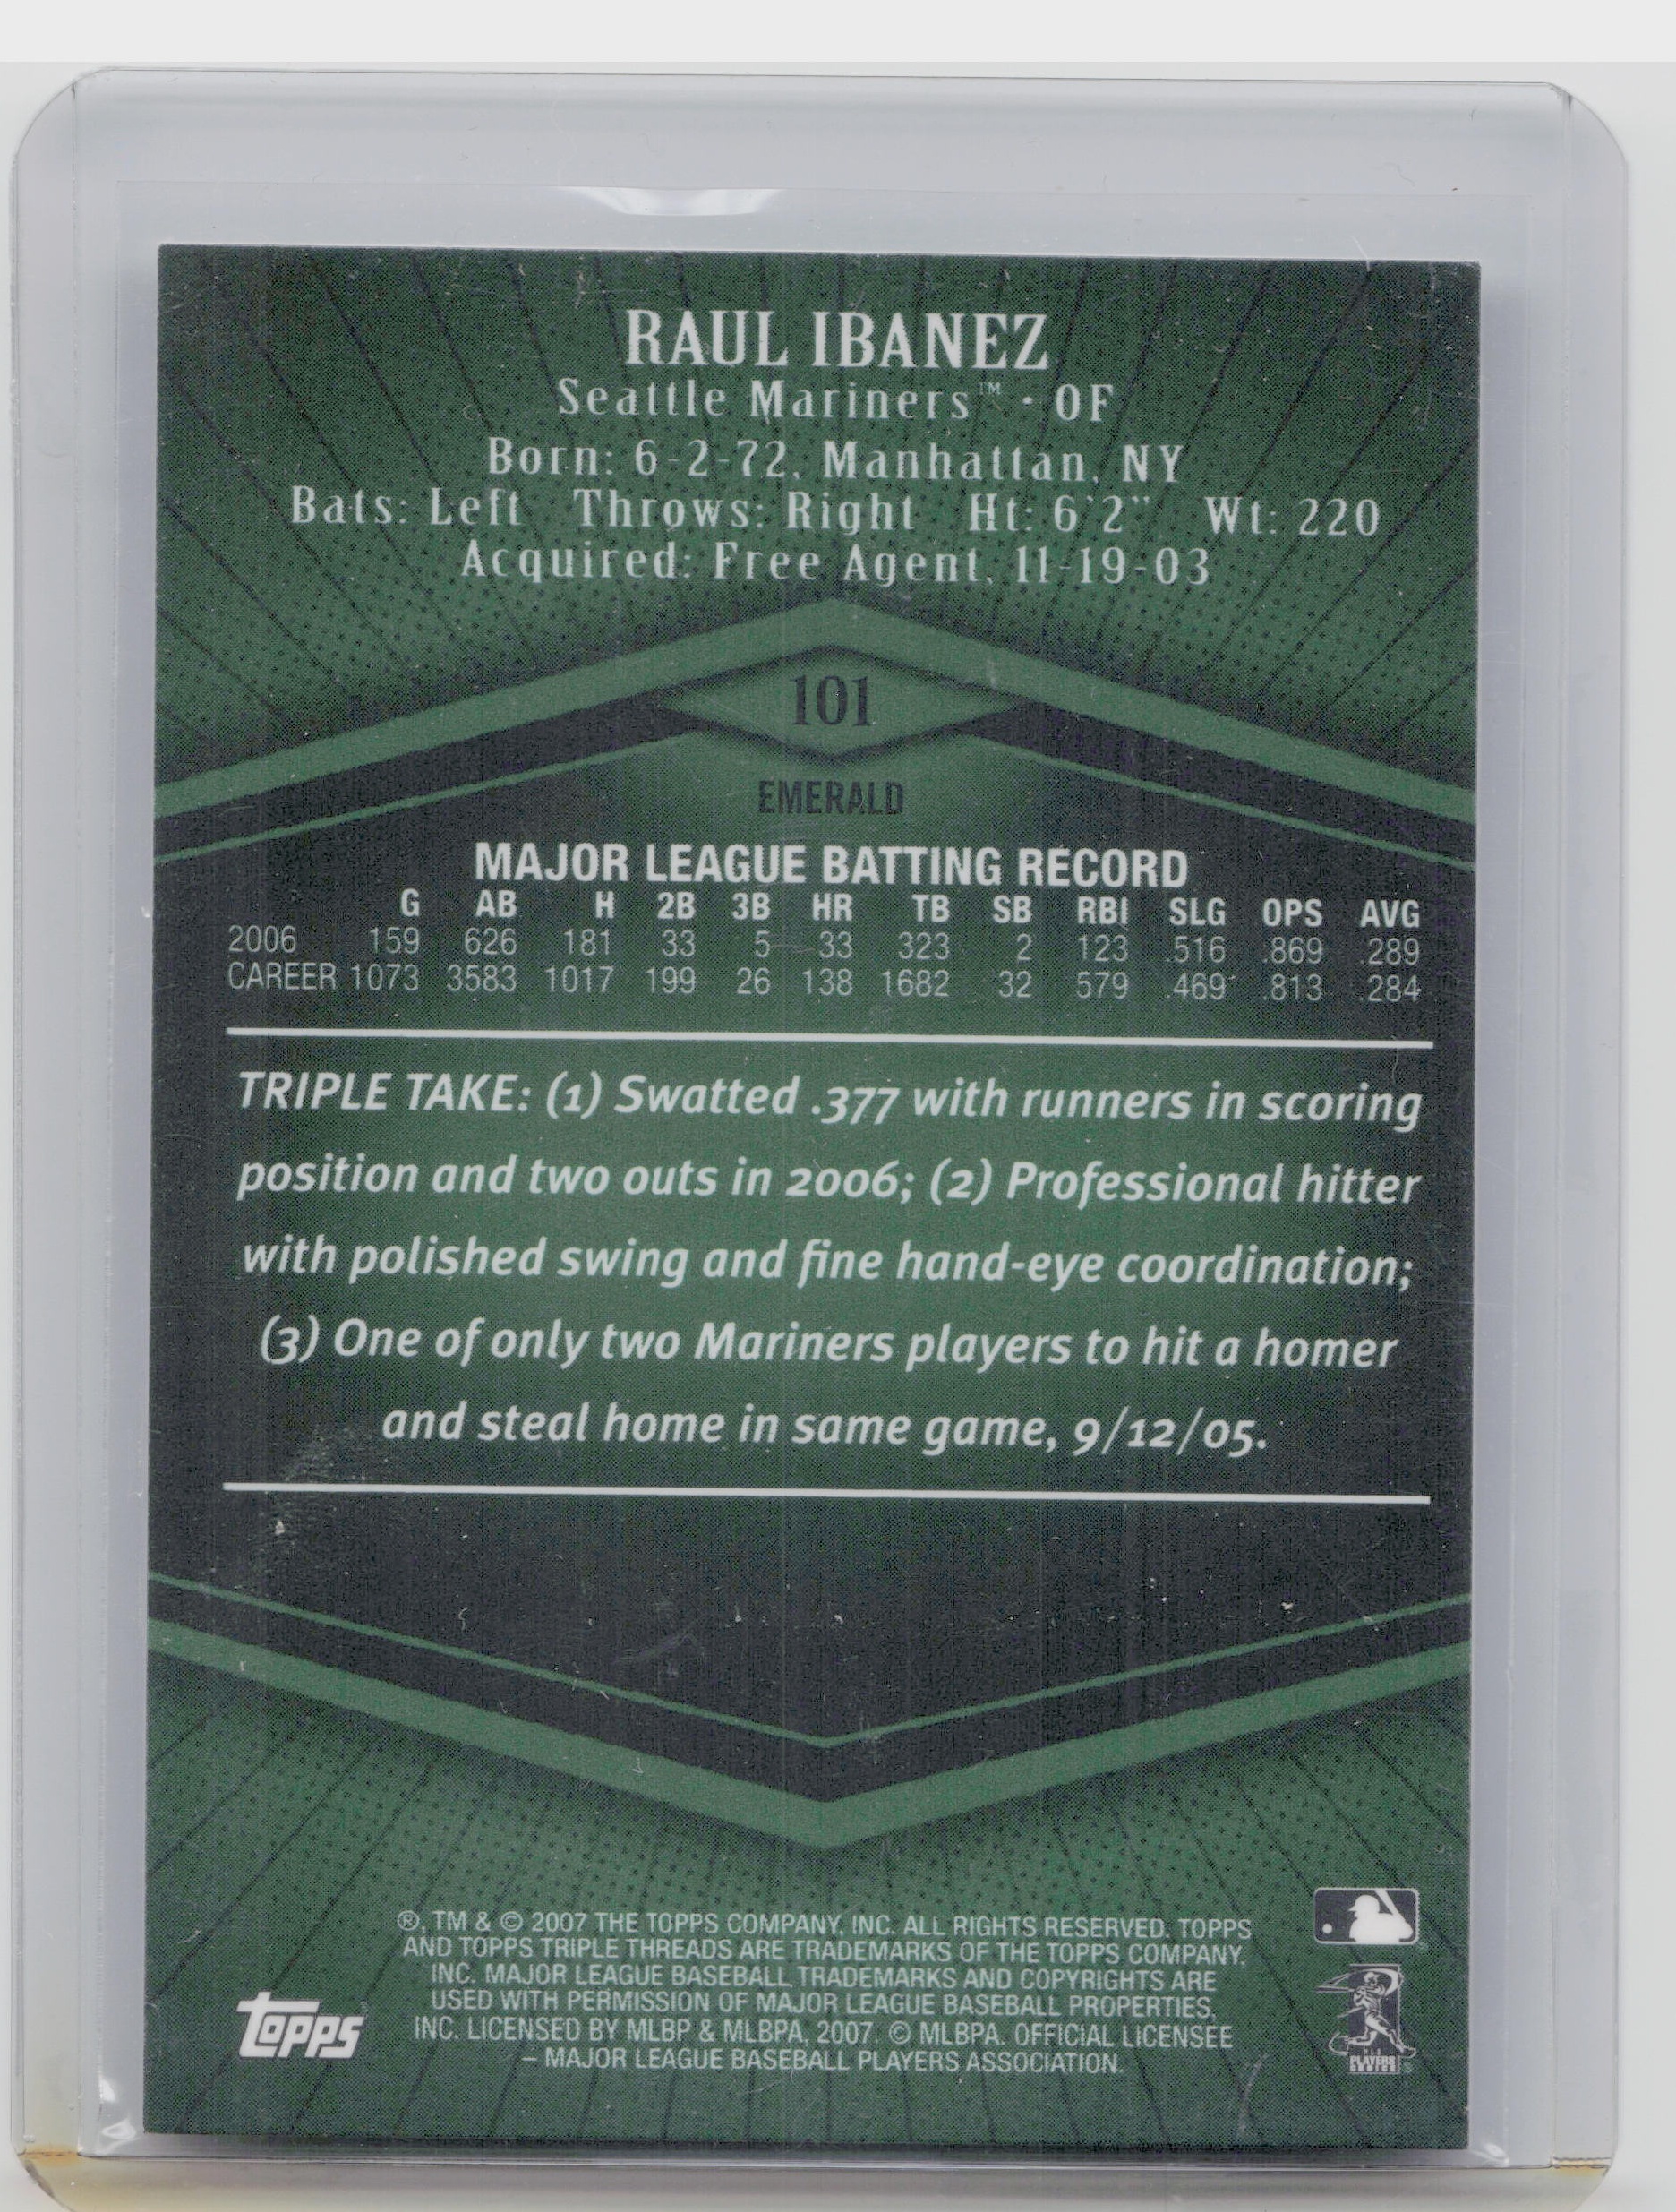 RAUL IBANEZ
Seattle Mariners™ · OF
Born: 6-2-72, Manhattan, NY
Bats: Left Throws: Right Ht: 6'2" Wt: 220
Acquired: Free Agent, 11-19-03
101
EMERALD
MAJOR LEAGUE BATTING RECORD
G AB H 2B 3B HR TB SB RBI SLG OPS AVG
2006 159 626 181 33 5 33 323 2 123 .516 .869 .289
CAREER 1073 3583 1017 199 26 138 1682 32 579 .469 .813 .284
TRIPLE TAKE: (1) Swatted .377 with runners in scoring
position and two outs in 2006; (2) Professional hitter
with polished swing and fine hand-eye coordination;
(3) One of only two Mariners players to hit a homer
and steal home in same game, 9/12/05.
®, TM & © 2007 THE TOPPS COMPANY, INC. ALL RIGHTS RESERVED. TOPPS
AND TOPPS TRIPLE THREADS ARE TRADEMARKS OF THE TOPPS COMPANY,
INC. MAJOR LEAGUE BASEBALL TRADEMARKS AND COPYRIGHTS ARE
USED WITH PERMISSION OF MAJOR LEAGUE BASEBALL PROPERTIES,
INC. LICENSED BY MLBP & MLBPA, 2007. © MLBPA. OFFICIAL LICENSEE
– MAJOR LEAGUE BASEBALL PLAYERS ASSOCIATION.
Topps
PLAYERS